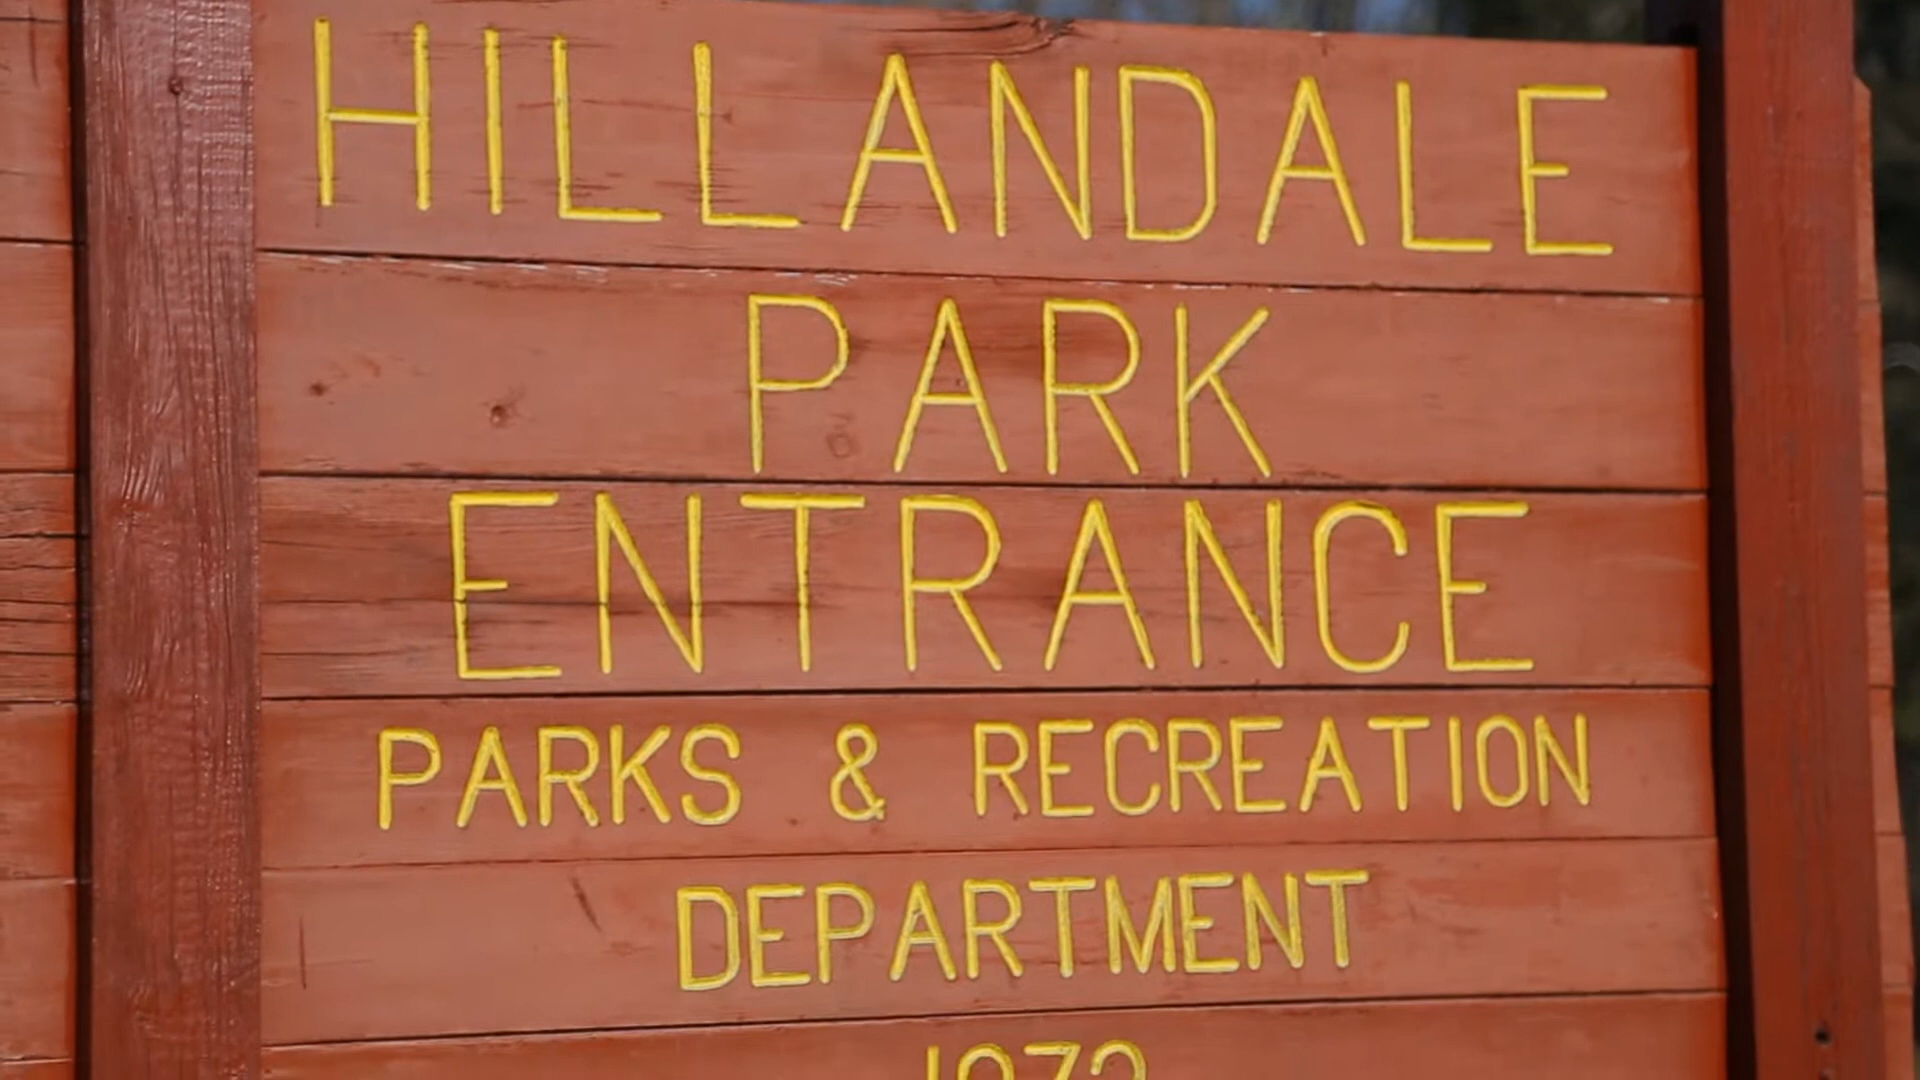 HILLANDALE
PARK
ENTRANCE
PARKS & RECREATION
DEPARTMENT